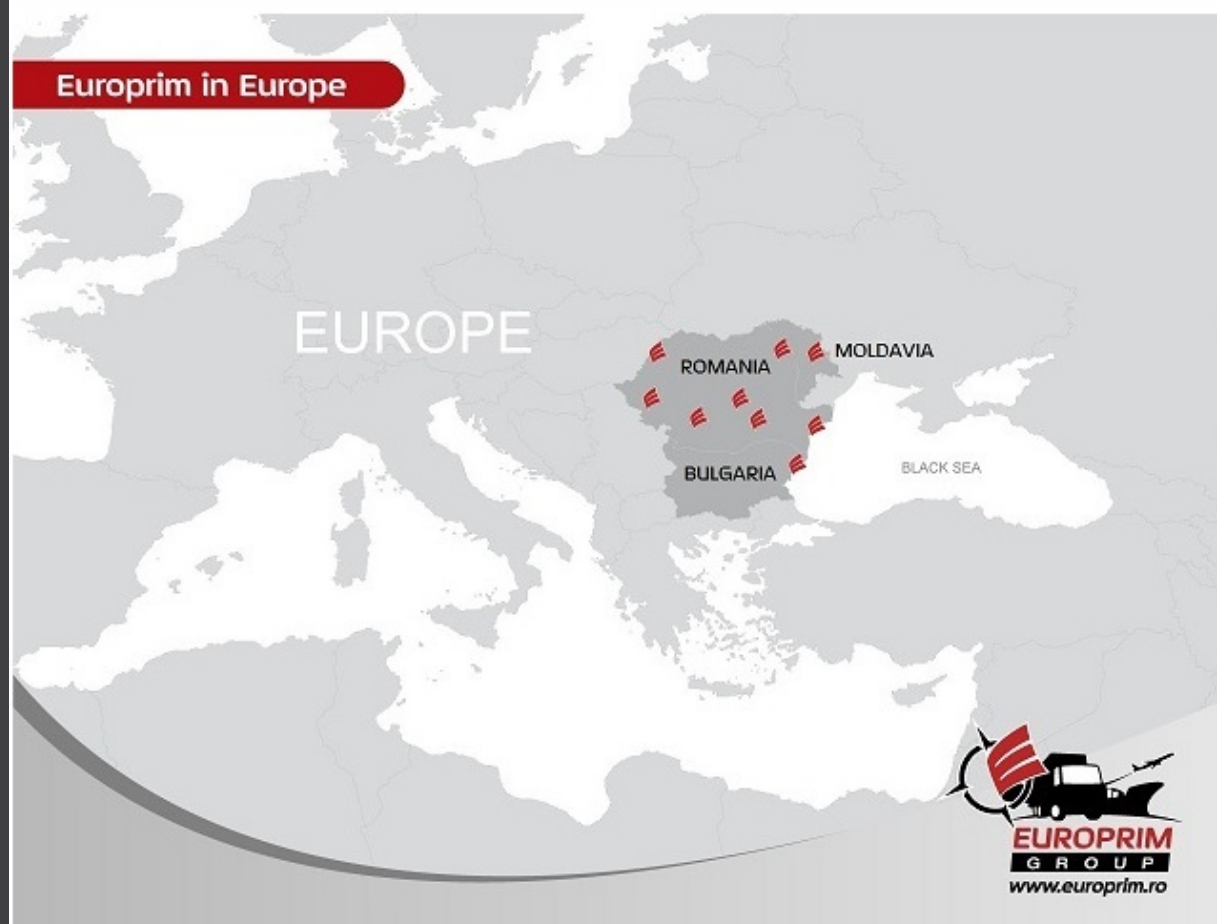 Europrim in Europe
EUROPE
ROMANIA
MOLDAVIA
BULGARIA
BLACK SEA
EUROPRIM
GROUP
www.europrim.ro